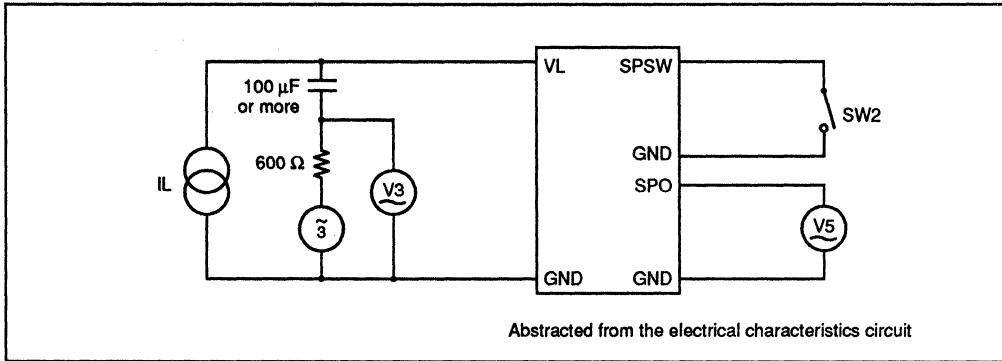 VL
SPSW
100 µF
or more
SW2
600 Ω
GND
IL
V3
SPO
~
3
V5
GND
GND
Abstracted from the electrical characteristics circuit